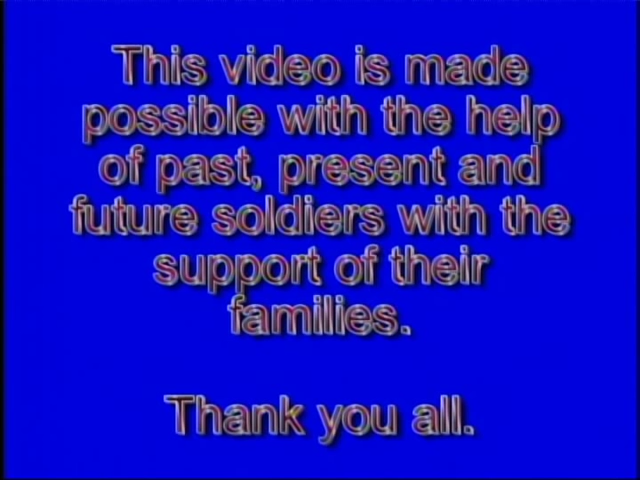 This video is made
possible with the help
of past, present and
future soldiers with the
support of their
families.
Thank you all.